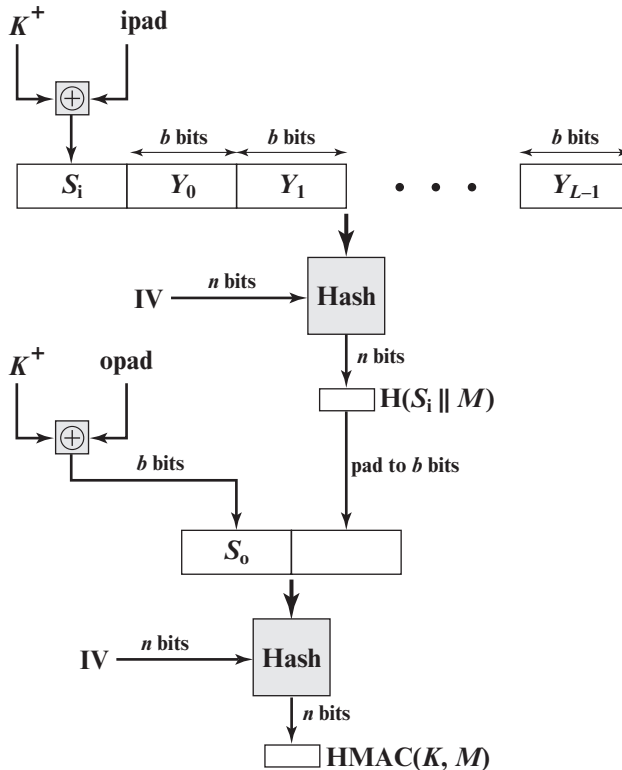 K⁺ ipad
⊕
b bits b bits b bits
Sᵢ Y₀ Y₁ • • • Y_L–1
n bits
IV Hash
n bits
K⁺ opad
H(Sᵢ ‖ M)
⊕
b bits pad to b bits
Sₒ
n bits
IV Hash
n bits
HMAC(K, M)